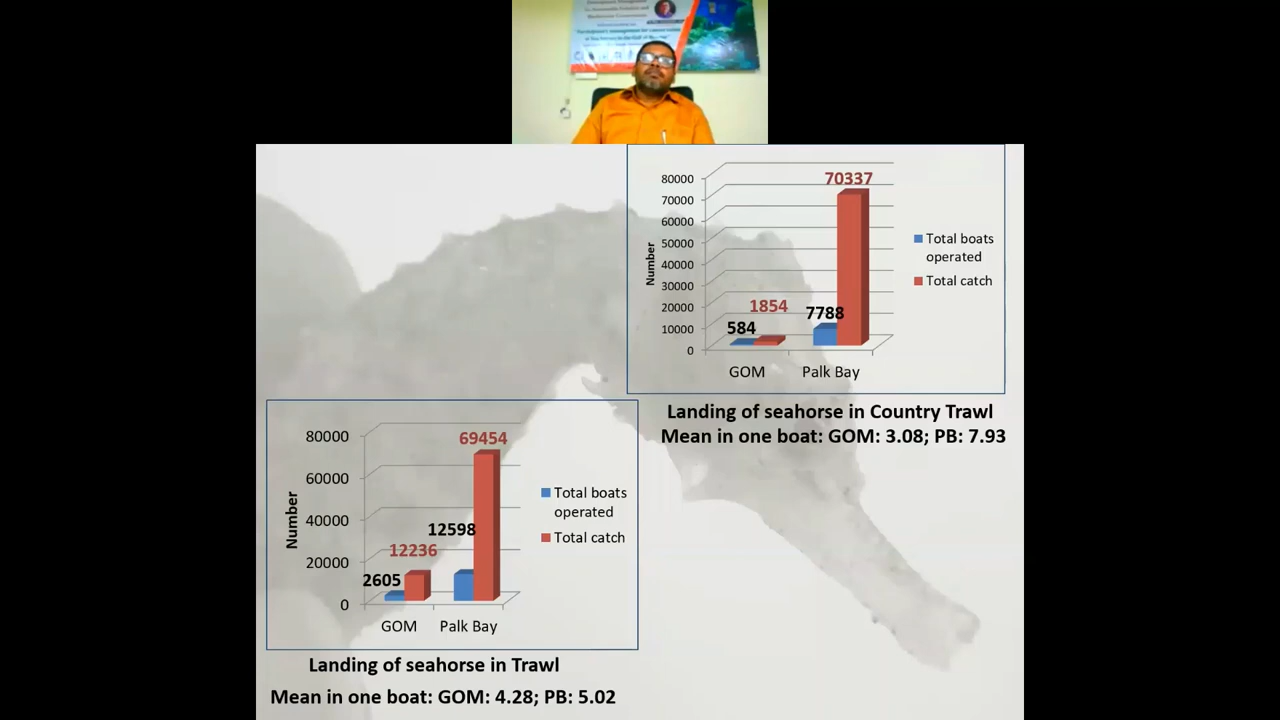 80000
70000
60000
50000
40000
30000
20000
10000
0
Number
584
1854
7788
70337
GOM Palk Bay
Total boats
operated
Total catch
Landing of seahorse in Country Trawl
Mean in one boat: GOM: 3.08; PB: 7.93
80000
60000
40000
20000
0
Number
2605
12236
12598
69454
GOM Palk Bay
Total boats
operated
Total catch
Landing of seahorse in Trawl
Mean in one boat: GOM: 4.28; PB: 5.02